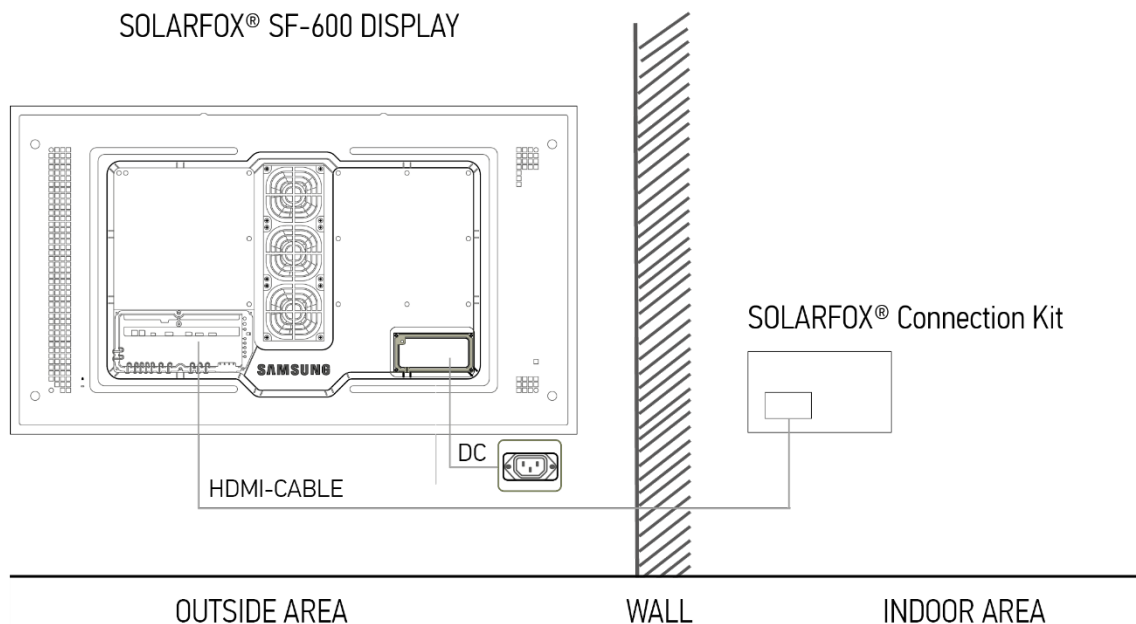 SOLARFOX® SF-600 DISPLAY
SAMSUNG
SOLARFOX® Connection Kit
DC
HDMI-CABLE
OUTSIDE AREA
WALL
INDOOR AREA